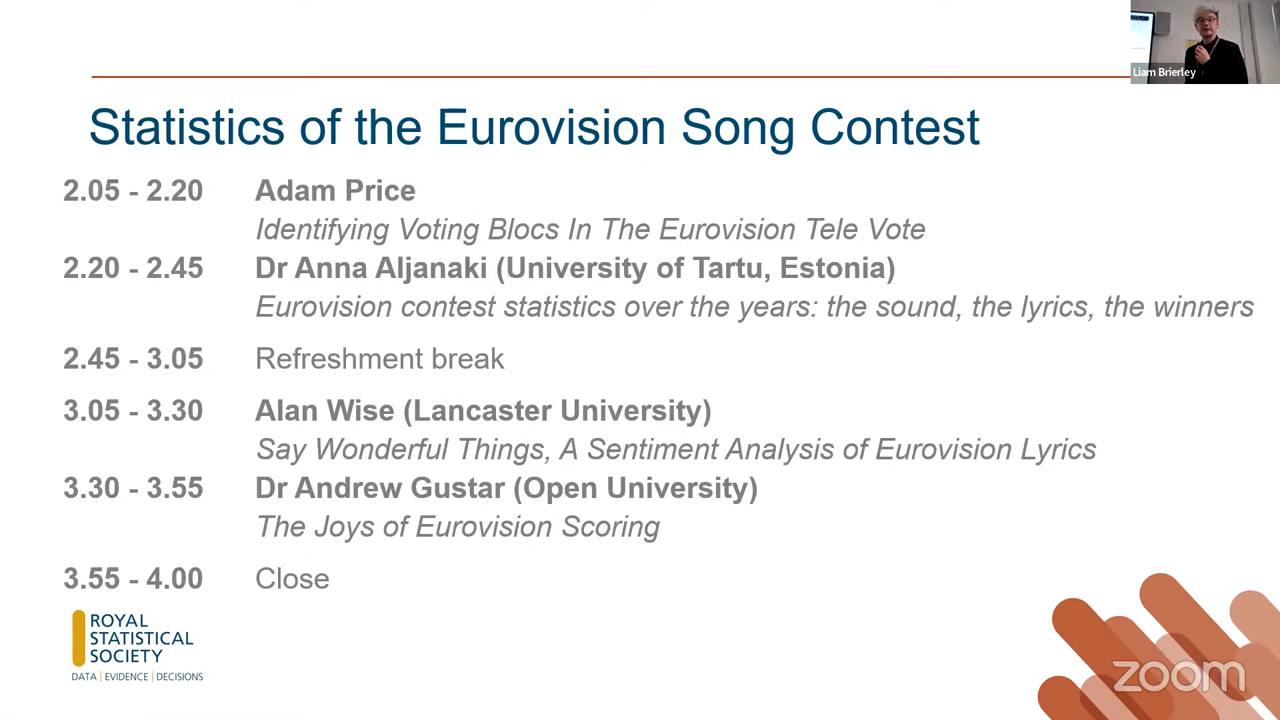 Liam Brierley
Statistics of the Eurovision Song Contest
2.05 - 2.20 Adam Price
Identifying Voting Blocs In The Eurovision Tele Vote
2.20 - 2.45 Dr Anna Aljanaki (University of Tartu, Estonia)
Eurovision contest statistics over the years: the sound, the lyrics, the winners
2.45 - 3.05 Refreshment break
3.05 - 3.30 Alan Wise (Lancaster University)
Say Wonderful Things, A Sentiment Analysis of Eurovision Lyrics
3.30 - 3.55 Dr Andrew Gustar (Open University)
The Joys of Eurovision Scoring
3.55 - 4.00 Close
ROYAL
STATISTICAL
SOCIETY
DATA | EVIDENCE | DECISIONS
zoom